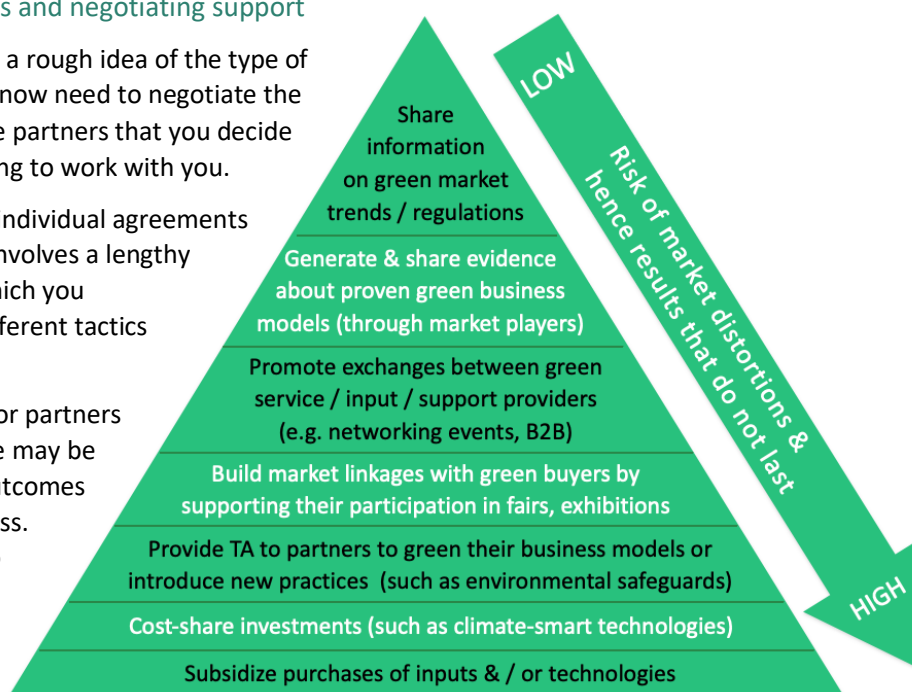 s and negotiating support
a rough idea of the type of
now need to negotiate the
e partners that you decide
ng to work with you.
individual agreements
nvolves a lengthy
hich you
fferent tactics
or partners
e may be
utcomes
ss.
Share
information
on green market
trends / regulations
Generate & share evidence
about proven green business
models (through market players)
Promote exchanges between green
service / input / support providers
(e.g. networking events, B2B)
Build market linkages with green buyers by
supporting their participation in fairs, exhibitions
Provide TA to partners to green their business models or
introduce new practices (such as environmental safeguards)
Cost-share investments (such as climate-smart technologies)
Subsidize purchases of inputs & / or technologies
LOW
Risk of market distortions &
hence results that do not last
HIGH